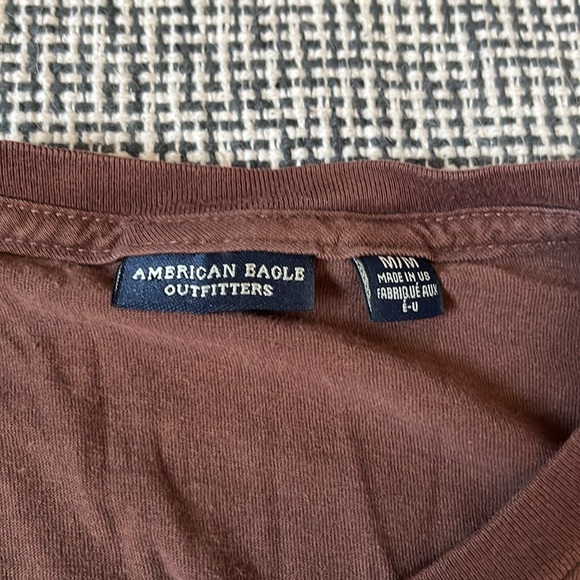 AMERICAN EAGLE
OUTFITTERS
M/M
MADE IN US
FABRIQUÉ AUX
É-U